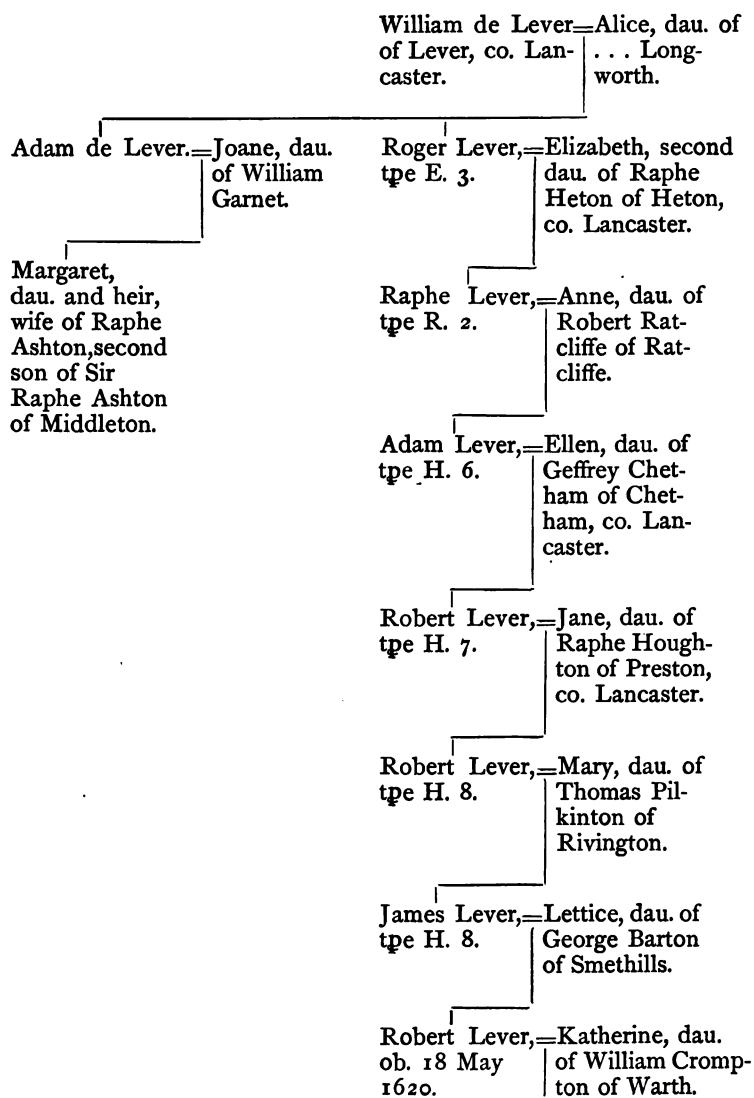 William de Lever=Alice, dau. of
of Lever, co. Lan- . . . Long-
caster. worth.
Adam de Lever.=Joane, dau.
of William
Garnet.
Margaret,
dau. and heir,
wife of Raphe
Ashton,second
son of Sir
Raphe Ashton
of Middleton.
Roger Lever,=Elizabeth, second
tpe E. 3. dau. of Raphe
Heton of Heton,
co. Lancaster.
Raphe Lever,=Anne, dau. of
tpe R. 2. Robert Rat-
cliffe of Rat-
cliffe.
Adam Lever,=Ellen, dau. of
tpe H. 6. Geffrey Chet-
ham of Chet-
ham, co. Lan-
caster.
Robert Lever,=Jane, dau. of
tpe H. 7. Raphe Hough-
ton of Preston,
co. Lancaster.
Robert Lever,=Mary, dau. of
tpe H. 8. Thomas Pil-
kinton of
Rivington.
James Lever,=Lettice, dau. of
tpe H. 8. George Barton
of Smethills.
Robert Lever,=Katherine, dau.
ob. 18 May of William Cromp-
1620. ton of Warth.